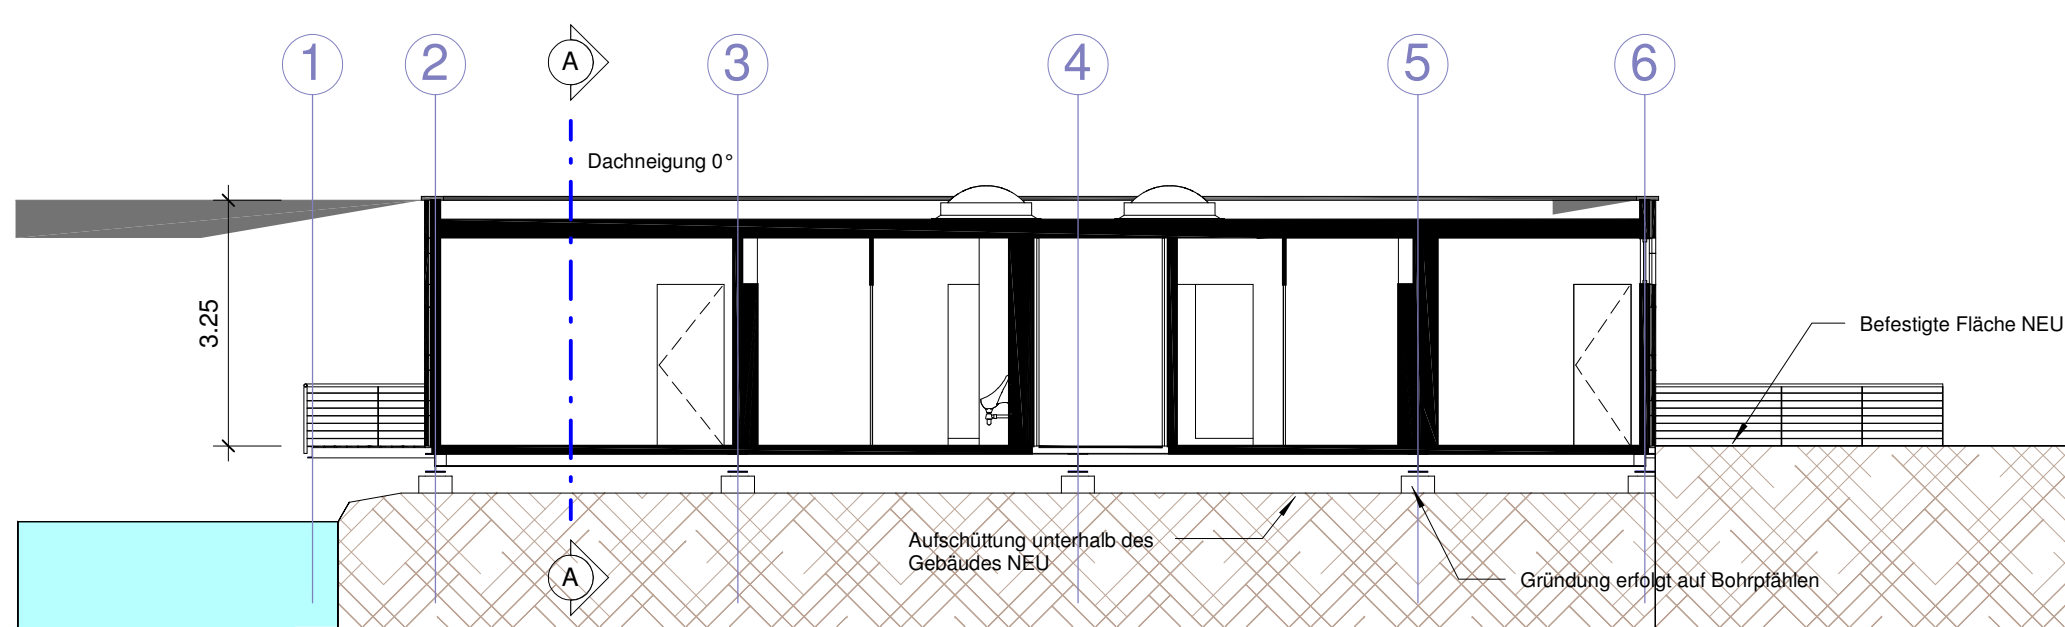 1
2
A
3
4
5
6
Dachneigung 0°
3.25
Befestigte Fläche NEU
Aufschüttung unterhalb des
Gebäudes NEU
A
Gründung erfolgt auf Bohrpfählen